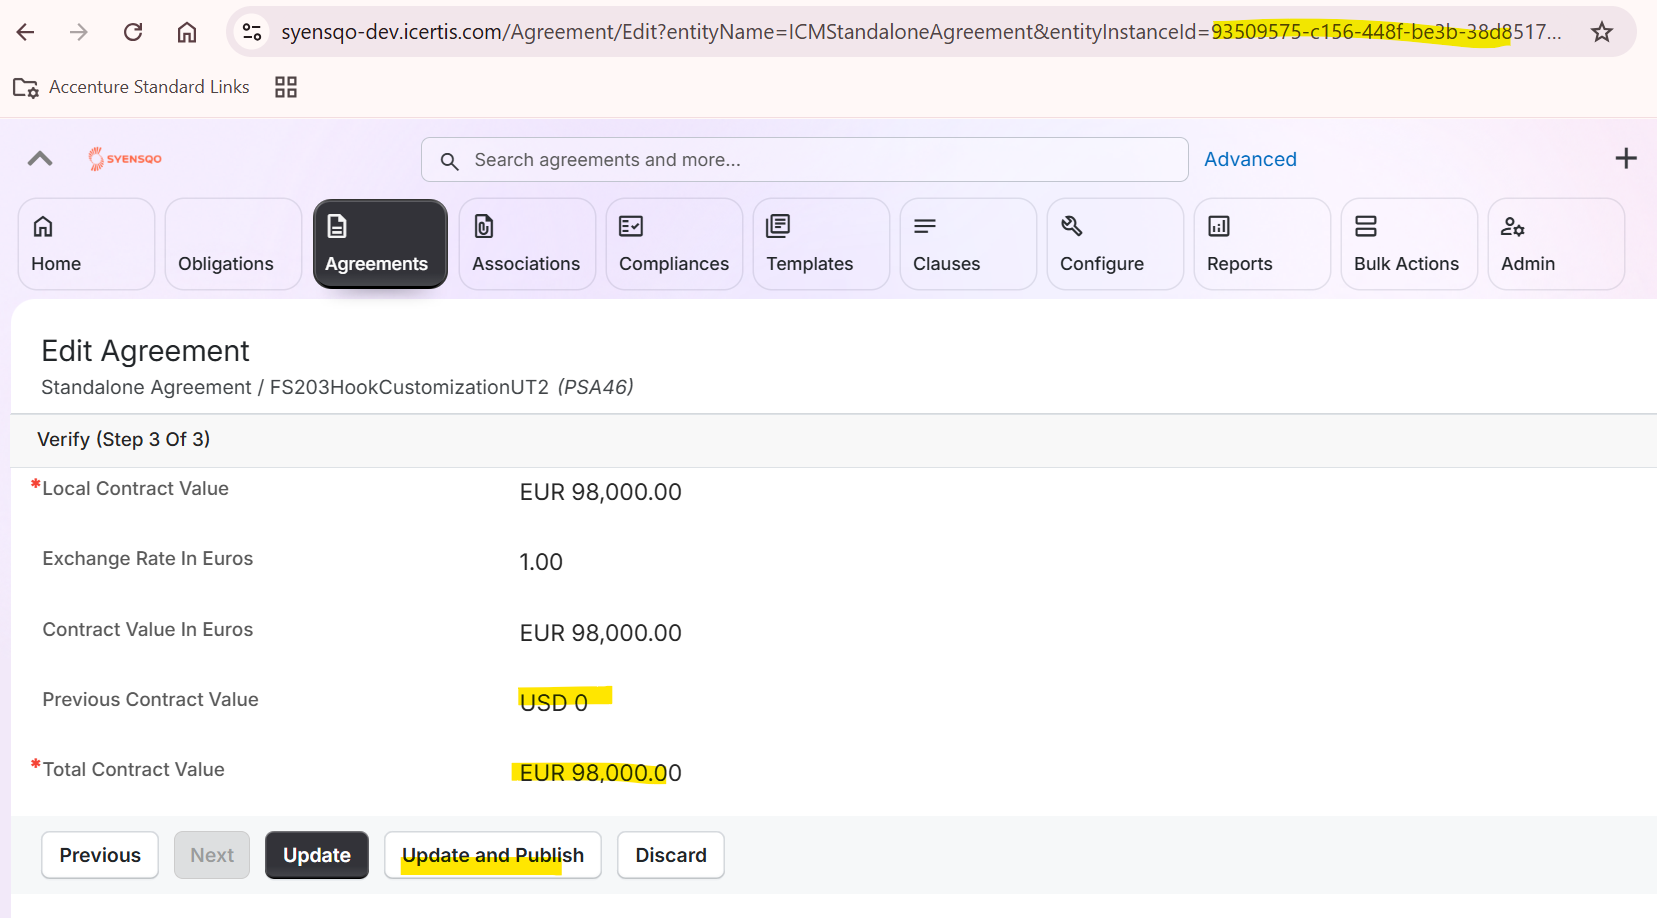 syensqo-dev.icertis.com/Agreement/Edit?entityName=ICMStandaloneAgreement&entityInstanceId=93509575-c156-448f-be3b-38d8517...
Accenture Standard Links
SYENSQO
Search agreements and more...
Advanced
Home
Obligations
Agreements
Associations
Compliances
Templates
Clauses
Configure
Reports
Bulk Actions
Admin
Edit Agreement
Standalone Agreement / FS203HookCustomizationUT2 (PSA46)
Verify (Step 3 Of 3)
*Local Contract Value EUR 98,000.00
Exchange Rate In Euros 1.00
Contract Value In Euros EUR 98,000.00
Previous Contract Value USD 0
*Total Contract Value EUR 98,000.00
Previous Next Update Update and Publish Discard